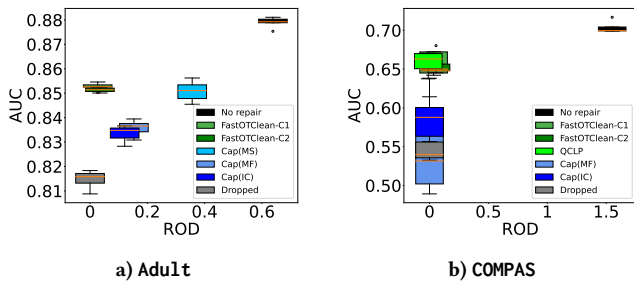 AUC
0.88
0.87
0.86
0.85
0.84
0.83
0.82
0.81
0
0.2
0.4
0.6
ROD
No repair
FastOTClean-C1
FastOTClean-C2
Cap(MS)
Cap(MF)
Cap(IC)
Dropped
a) Adult
AUC
0.70
0.65
0.60
0.55
0.50
0
0.5
1
1.5
ROD
No repair
FastOTClean-C1
FastOTClean-C2
QCLP
Cap(MF)
Cap(IC)
Dropped
b) COMPAS